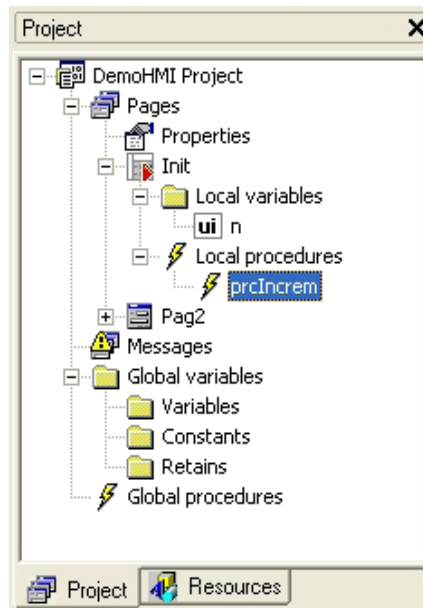 Project
DemoHMI Project
Pages
Properties
Init
Local variables
ui n
Local procedures
prcIncrem
Pag2
Messages
Global variables
Variables
Constants
Retains
Global procedures
Project Resources